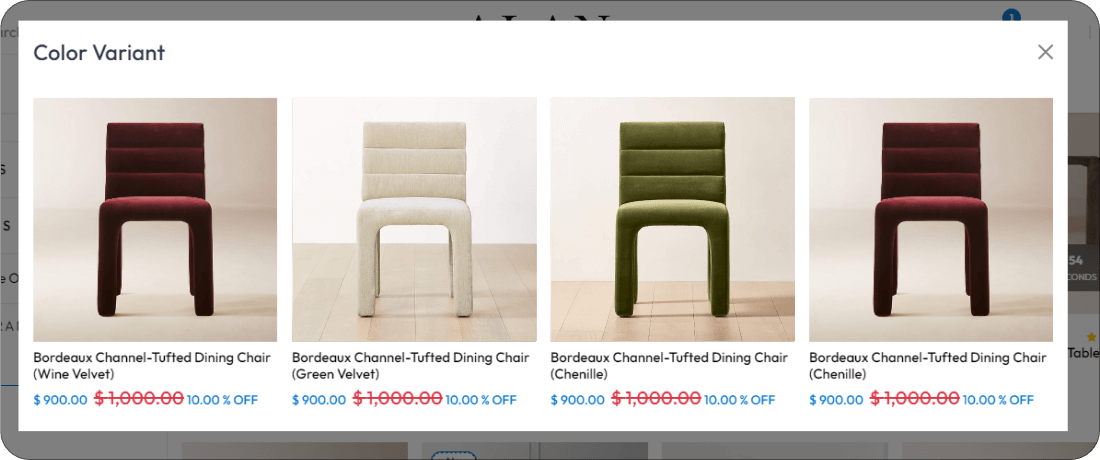 Color Variant
Bordeaux Channel-Tufted Dining Chair
(Wine Velvet)
$ 900.00 $ 1,000.00 10.00 % OFF
Bordeaux Channel-Tufted Dining Chair
(Green Velvet)
$ 900.00 $ 1,000.00 10.00 % OFF
Bordeaux Channel-Tufted Dining Chair
(Chenille)
$ 900.00 $ 1,000.00 10.00 % OFF
Bordeaux Channel-Tufted Dining Chair
(Chenille)
$ 900.00 $ 1,000.00 10.00 % OFF
1
54
Table